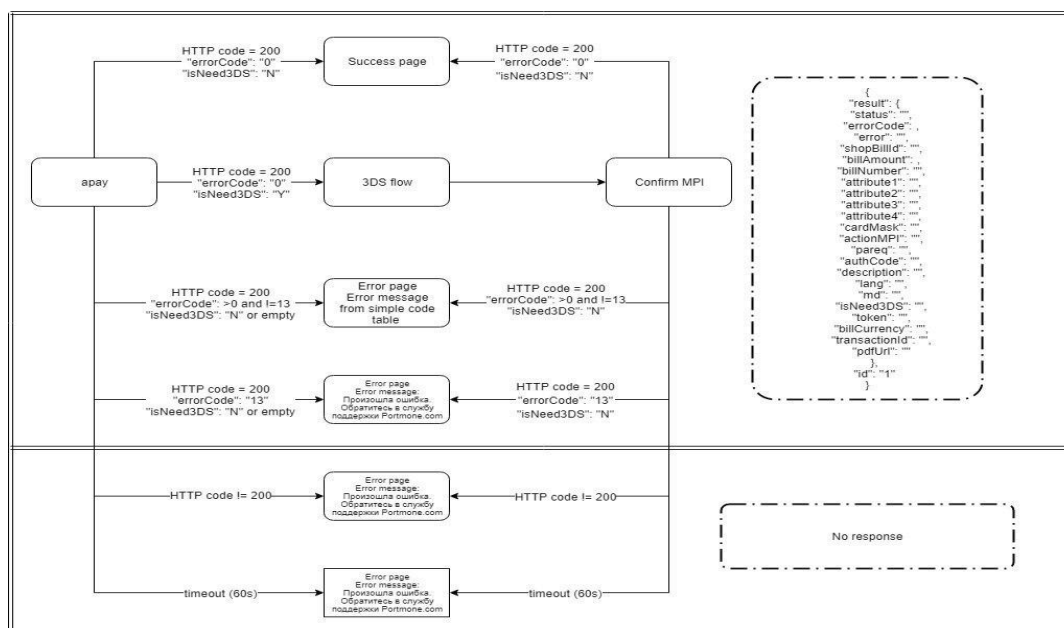 HTTP code = 200
"errorCode": "0"
"isNeed3DS": "N"
Success page
HTTP code = 200
"errorCode": "0"
"isNeed3DS": "N"
apay
HTTP code = 200
"errorCode": "0"
"isNeed3DS": "Y"
3DS flow
Confirm MPI
HTTP code = 200
"errorCode": >0 and !=13
"isNeed3DS": "N" or empty
Error page
Error message
from simple code
table
HTTP code = 200
"errorCode": >0 and !=13
"isNeed3DS": "N"
HTTP code = 200
"errorCode": "13"
"isNeed3DS": "N" or empty
Error page
Error message:
Произошла ошибка.
Обратитесь в службу
поддержки Portmone.com
HTTP code = 200
"errorCode": "13"
"isNeed3DS": "N"
{
"result": {
"status": "",
"errorCode": ,
"error": "",
"shopBillId": "",
"billAmount": ,
"billNumber": "",
"attribute1": "",
"attribute2": "",
"attribute3": "",
"attribute4": "",
"cardMask": "",
"actionMPI": "",
"pareq": "",
"authCode": "",
"description": "",
"lang": "",
"md": "",
"isNeed3DS": "",
"token": "",
"billCurrency": "",
"transactionId": "",
"pdfUrl": ""
},
"id": "1"
}
HTTP code != 200
Error page
Error message:
Произошла ошибка.
Обратитесь в службу
поддержки Portmone.com
HTTP code != 200
No response
timeout (60s)
Error page
Error message:
Произошла ошибка.
Обратитесь в службу
поддержки Portmone.com
timeout (60s)